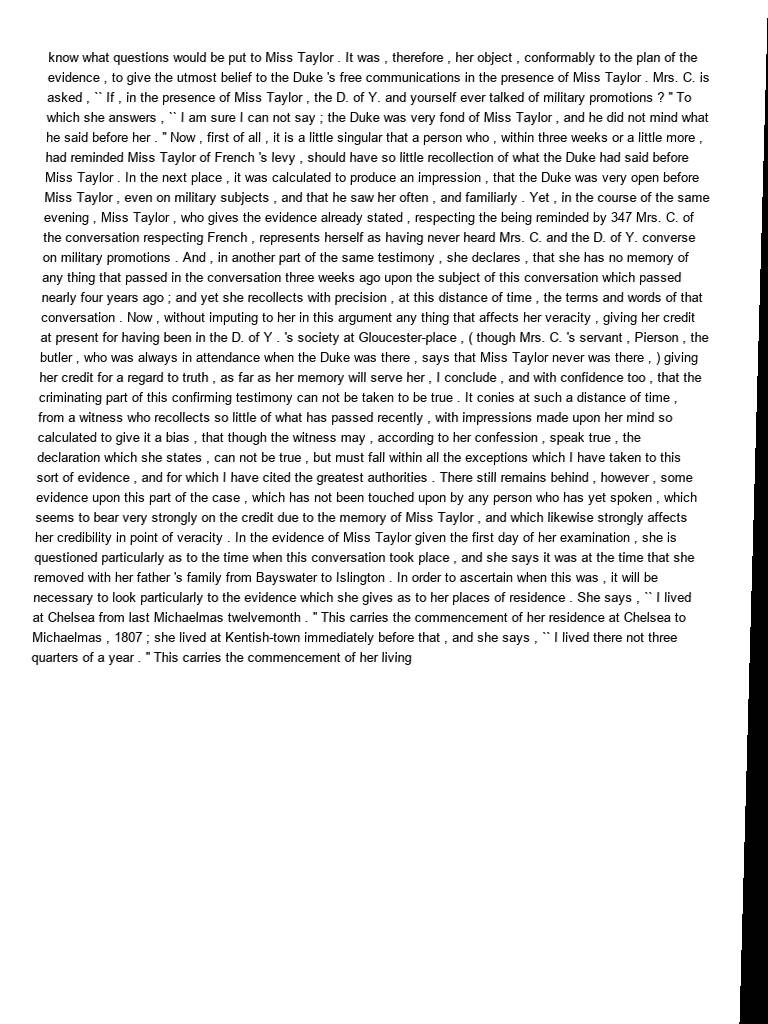 know what questions would be put to Miss Taylor . It was , therefore , her object , conformably to the plan of the
evidence , to give the utmost belief to the Duke 's free communications in the presence of Miss Taylor . Mrs. C. is
asked , `` If , in the presence of Miss Taylor , the D. of Y. and yourself ever talked of military promotions ? " To
which she answers , `` I am sure I can not say ; the Duke was very fond of Miss Taylor , and he did not mind what
he said before her . " Now , first of all , it is a little singular that a person who , within three weeks or a little more ,
had reminded Miss Taylor of French 's levy , should have so little recollection of what the Duke had said before
Miss Taylor . In the next place , it was calculated to produce an impression , that the Duke was very open before
Miss Taylor , even on military subjects , and that he saw her often , and familiarly . Yet , in the course of the same
evening , Miss Taylor , who gives the evidence already stated , respecting the being reminded by 347 Mrs. C. of
the conversation respecting French , represents herself as having never heard Mrs. C. and the D. of Y. converse
on military promotions . And , in another part of the same testimony , she declares , that she has no memory of
any thing that passed in the conversation three weeks ago upon the subject of this conversation which passed
nearly four years ago ; and yet she recollects with precision , at this distance of time , the terms and words of that
conversation . Now , without imputing to her in this argument any thing that affects her veracity , giving her credit
at present for having been in the D. of Y . 's society at Gloucester-place , ( though Mrs. C. 's servant , Pierson , the
butler , who was always in attendance when the Duke was there , says that Miss Taylor never was there , ) giving
her credit for a regard to truth , as far as her memory will serve her , I conclude , and with confidence too , that the
criminating part of this confirming testimony can not be taken to be true . It conies at such a distance of time ,
from a witness who recollects so little of what has passed recently , with impressions made upon her mind so
calculated to give it a bias , that though the witness may , according to her confession , speak true , the
declaration which she states , can not be true , but must fall within all the exceptions which I have taken to this
sort of evidence , and for which I have cited the greatest authorities . There still remains behind , however , some
evidence upon this part of the case , which has not been touched upon by any person who has yet spoken , which
seems to bear very strongly on the credit due to the memory of Miss Taylor , and which likewise strongly affects
her credibility in point of veracity . In the evidence of Miss Taylor given the first day of her examination , she is
questioned particularly as to the time when this conversation took place , and she says it was at the time that she
removed with her father 's family from Bayswater to Islington . In order to ascertain when this was , it will be
necessary to look particularly to the evidence which she gives as to her places of residence . She says , `` I lived
at Chelsea from last Michaelmas twelvemonth . " This carries the commencement of her residence at Chelsea to
Michaelmas , 1807 ; she lived at Kentish-town immediately before that , and she says , `` I lived there not three
quarters of a year . " This carries the commencement of her living